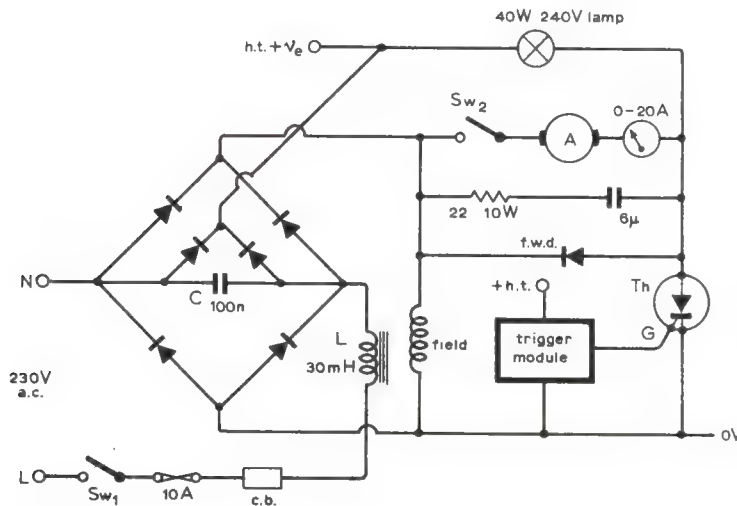 40W 240V lamp
h.t.+νe
Sw2
0–20A
A
22 10W
6μ
f.w.d.
N
C 100n
+h.t.
Th
G
L
30mH
field
trigger
module
230V
a.c.
0V
L
Sw1
10A
c.b.